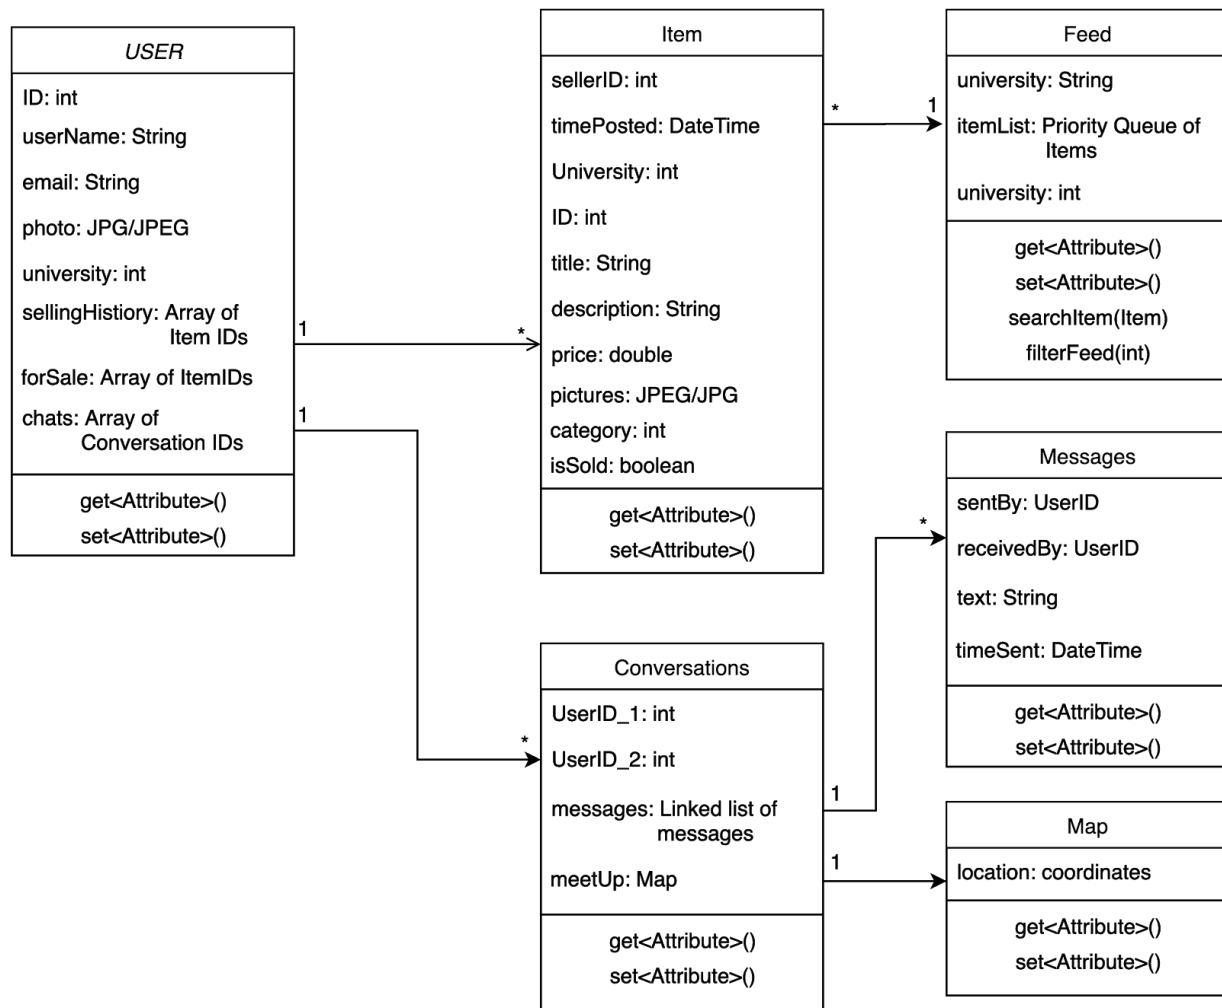 USER
ID: int
userName: String
email: String
photo: JPG/JPEG
university: int
sellingHistiory: Array of
Item IDs
forSale: Array of ItemIDs
chats: Array of
Conversation IDs
get<Attribute>()
set<Attribute>()
1
*
1
*
Item
sellerID: int
timePosted: DateTime
University: int
ID: int
title: String
description: String
price: double
pictures: JPEG/JPG
category: int
isSold: boolean
get<Attribute>()
set<Attribute>()
*
1
Feed
university: String
itemList: Priority Queue of
Items
university: int
get<Attribute>()
set<Attribute>()
searchItem(Item)
filterFeed(int)
Conversations
UserID_1: int
UserID_2: int
messages: Linked list of
messages
meetUp: Map
get<Attribute>()
set<Attribute>()
1
*
1
Messages
sentBy: UserID
receivedBy: UserID
text: String
timeSent: DateTime
get<Attribute>()
set<Attribute>()
Map
location: coordinates
get<Attribute>()
set<Attribute>()